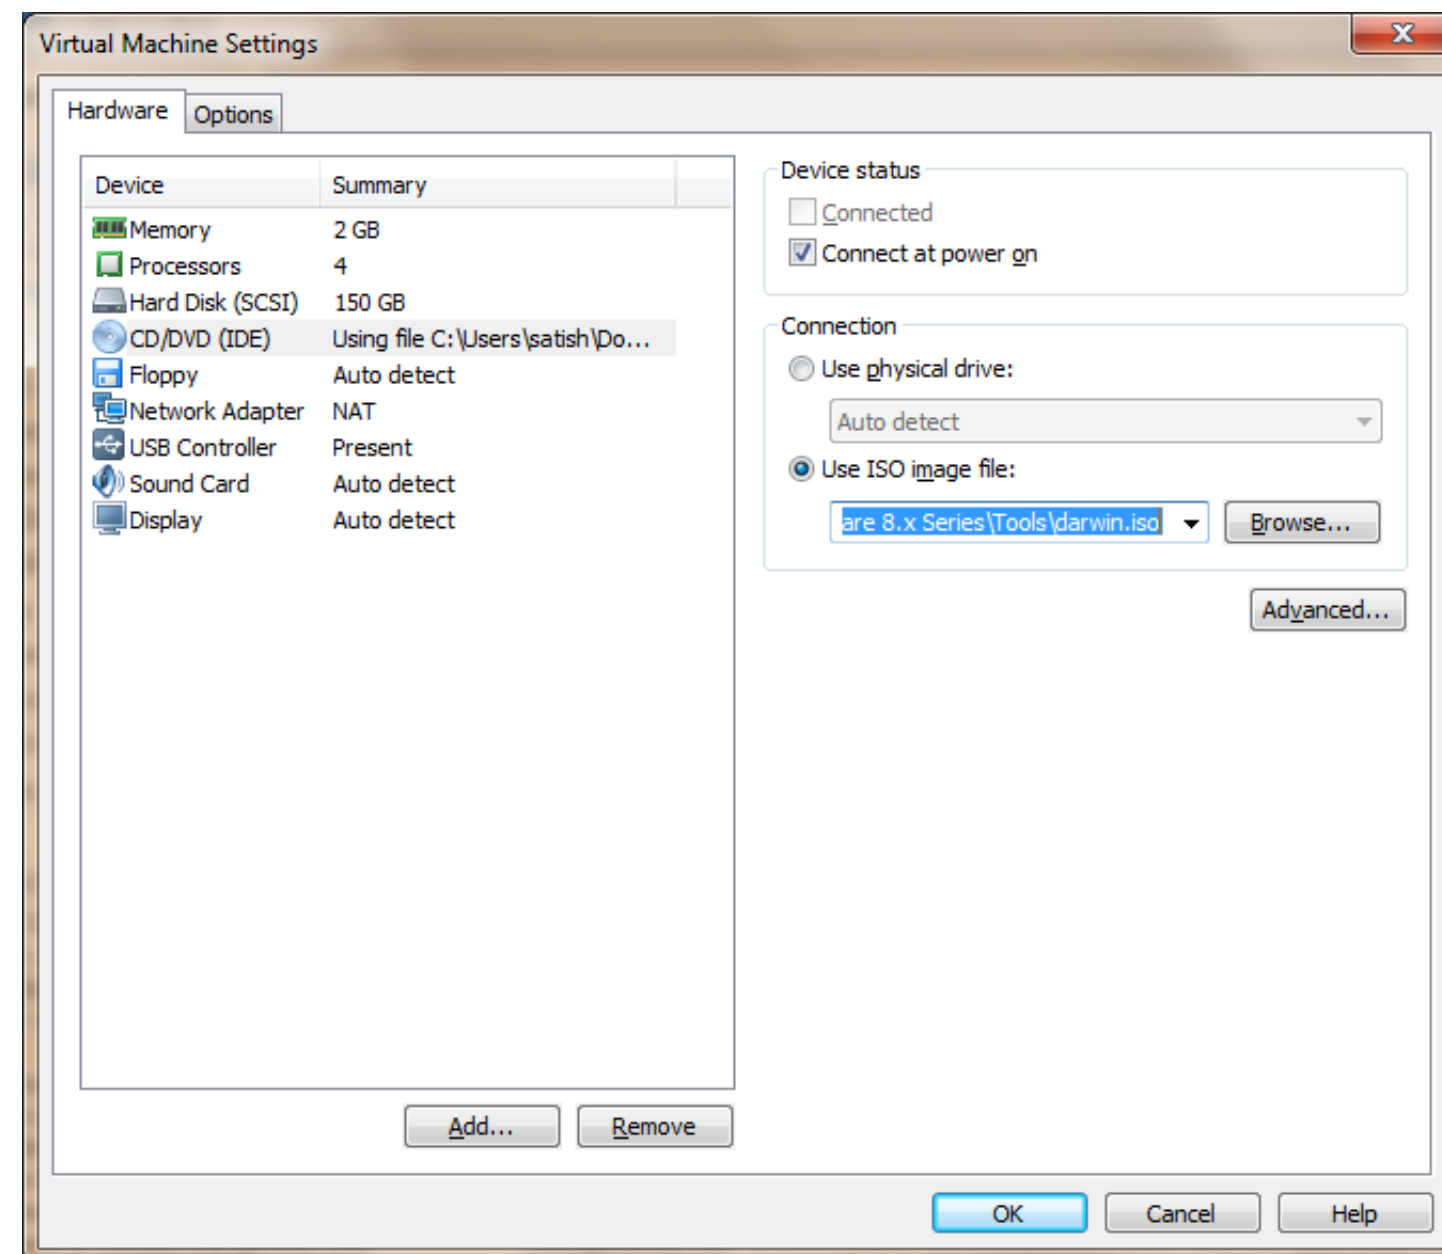 Virtual Machine Settings
Hardware
Options
Device Summary
Memory 2 GB
Processors 4
Hard Disk (SCSI) 150 GB
CD/DVD (IDE) Using file C:\Users\satish\Do...
Floppy Auto detect
Network Adapter NAT
USB Controller Present
Sound Card Auto detect
Display Auto detect
Add...
Remove
Device status
Connected
Connect at power on
Connection
Use physical drive:
Auto detect
Use ISO image file:
are 8.x Series\Tools\darwin.iso
Browse...
Advanced...
OK
Cancel
Help